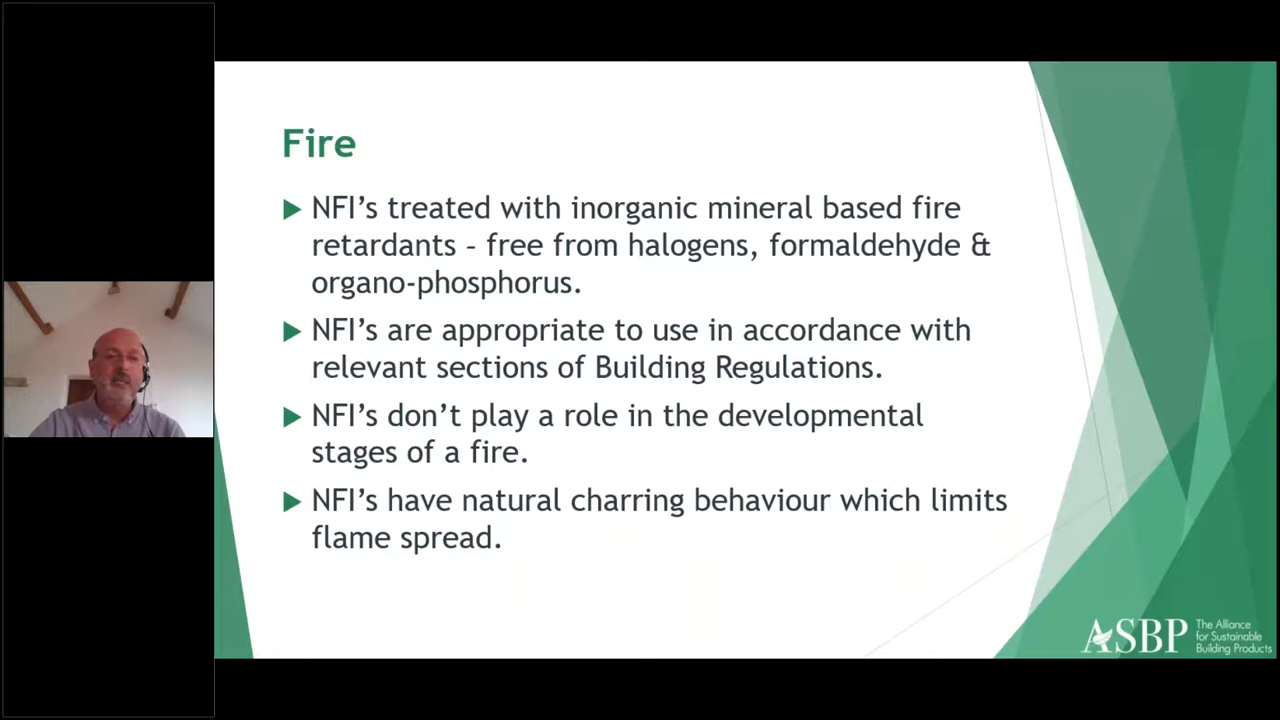 Fire
NFI’s treated with inorganic mineral based fire
retardants – free from halogens, formaldehyde &
organo-phosphorus.
NFI’s are appropriate to use in accordance with
relevant sections of Building Regulations.
NFI’s don’t play a role in the developmental
stages of a fire.
NFI’s have natural charring behaviour which limits
flame spread.
ASBP
The Alliance
for Sustainable
Building Products